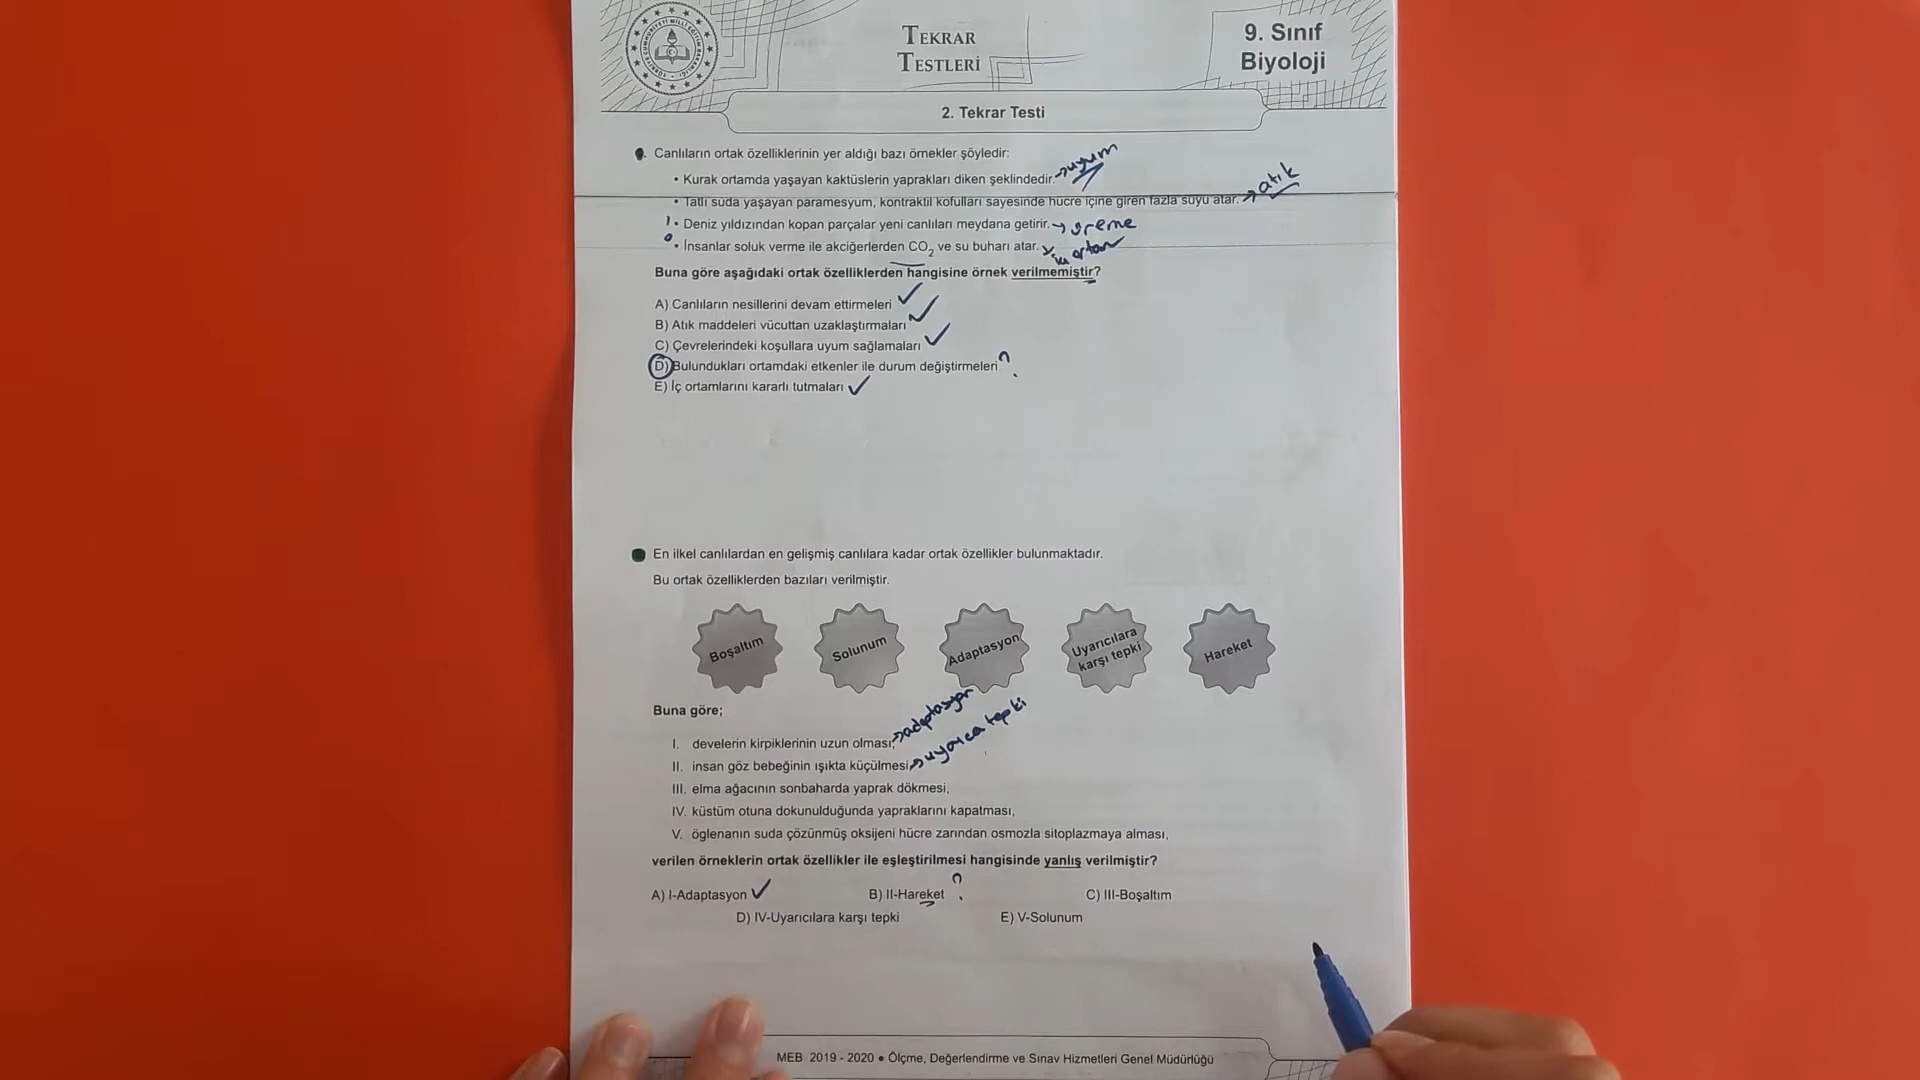 TEKRAR
TESTLERİ
9. Sınıf
Biyoloji
2. Tekrar Testi
Canlıların ortak özelliklerinin yer aldığı bazı örnekler şöyledir:
• Kurak ortamda yaşayan kaktüslerin yaprakları diken şeklindedir. → uyum
• Tatlı suda yaşayan paramesyum, kontraktil kofulları sayesinde hücre içine giren fazla suyu atar. → atık
• Deniz yıldızından kopan parçalar yeni canlıları meydana getirir. → üreme
• İnsanlar soluk verme ile akciğerlerden CO2 ve su buharı atar.
Buna göre aşağıdaki ortak özelliklerden hangisine örnek verilmemiştir?
A) Canlıların nesillerini devam ettirmeleri ✓
B) Atık maddeleri vücuttan uzaklaştırmaları ✓
C) Çevrelerindeki koşullara uyum sağlamaları ✓
D) Bulundukları ortamdaki etkenler ile durum değiştirmeleri ?
E) İç ortamlarını kararlı tutmaları ✓
En ilkel canlılardan en gelişmiş canlılara kadar ortak özellikler bulunmaktadır.
Bu ortak özelliklerden bazıları verilmiştir.
Boşaltım
Solunum
Adaptasyon
Uyarıcılara
karşı tepki
Hareket
Buna göre;
I. develerin kirpiklerinin uzun olması, → adaptasyon
II. insan göz bebeğinin ışıkta küçülmesi, → uyarıca tepki
III. elma ağacının sonbaharda yaprak dökmesi,
IV. küstüm otuna dokunulduğunda yapraklarını kapatması,
V. öglenanın suda çözünmüş oksijeni hücre zarından osmozla sitoplazmaya alması,
verilen örneklerin ortak özellikler ile eşleştirilmesi hangisinde yanlış verilmiştir?
A) I-Adaptasyon ✓ B) II-Hareket ? C) III-Boşaltım
D) IV-Uyarıcılara karşı tepki E) V-Solunum
MEB 2019 - 2020 ● Ölçme, Değerlendirme ve Sınav Hizmetleri Genel Müdürlüğü